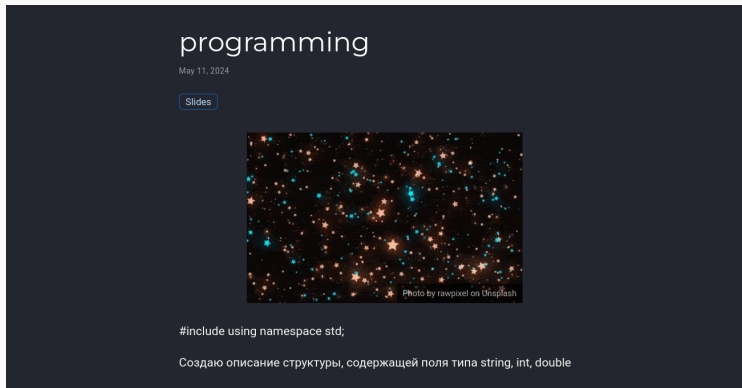 programming
May 11, 2024
Slides
Photo by rawpixel on Unsplash
#include using namespace std;
Создаю описание структуры, содержащей поля типа string, int, double